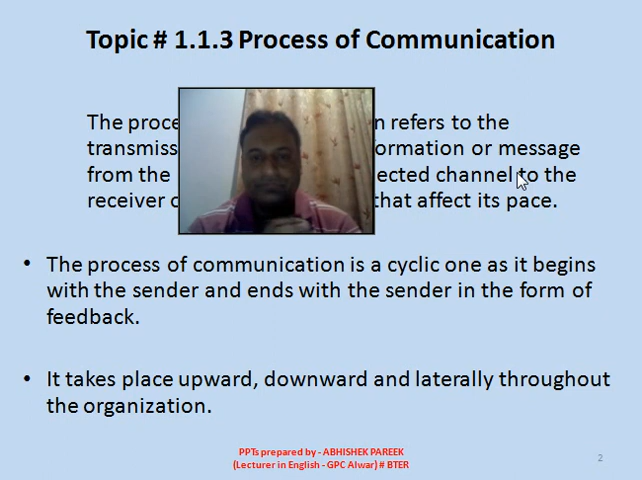 Topic # 1.1.3 Process of Communication
The proce n refers to the
transmiss ormation or message
from the ected channel to the
receiver c that affect its pace.
• The process of communication is a cyclic one as it begins
with the sender and ends with the sender in the form of
feedback.
• It takes place upward, downward and laterally throughout
the organization.
PPTs prepared by - ABHISHEK PAREEK
(Lecturer in English - GPC Alwar) # BTER
2